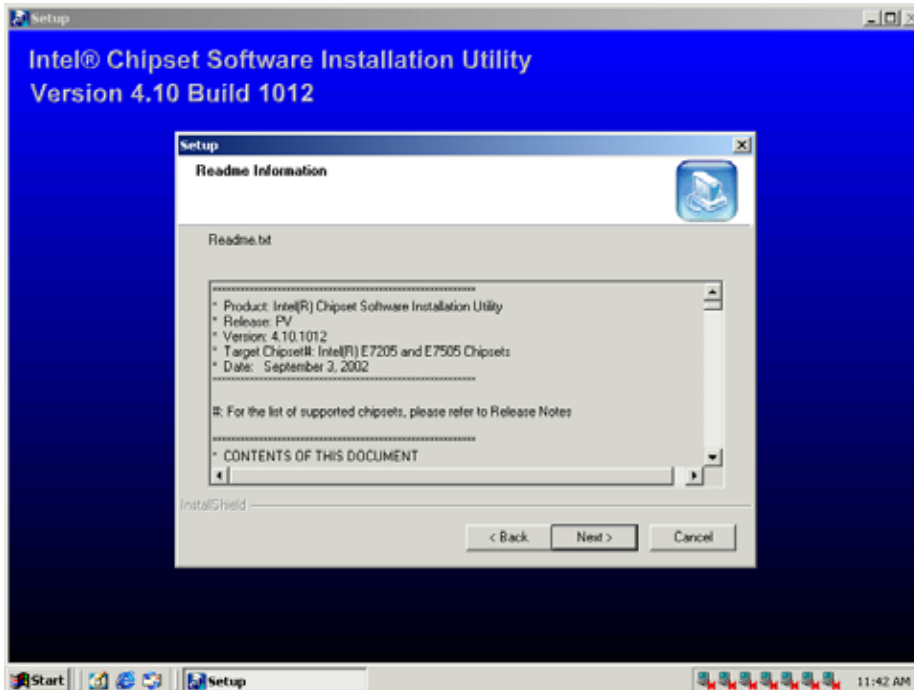 Setup
Intel® Chipset Software Installation Utility
Version 4.10 Build 1012
Setup
Readme Information
Readme.txt
*******************************************************
* Product: Intel(R) Chipset Software Installation Utility
* Release: PV
* Version: 4.10.1012
* Target Chipset#: Intel(R) E7205 and E7505 Chipsets
* Date:   September 3, 2002
*******************************************************
#: For the list of supported chipsets, please refer to Release Notes
*******************************************************
* CONTENTS OF THIS DOCUMENT
InstallShield
< Back
Next >
Cancel
Start
Setup
11:42 AM